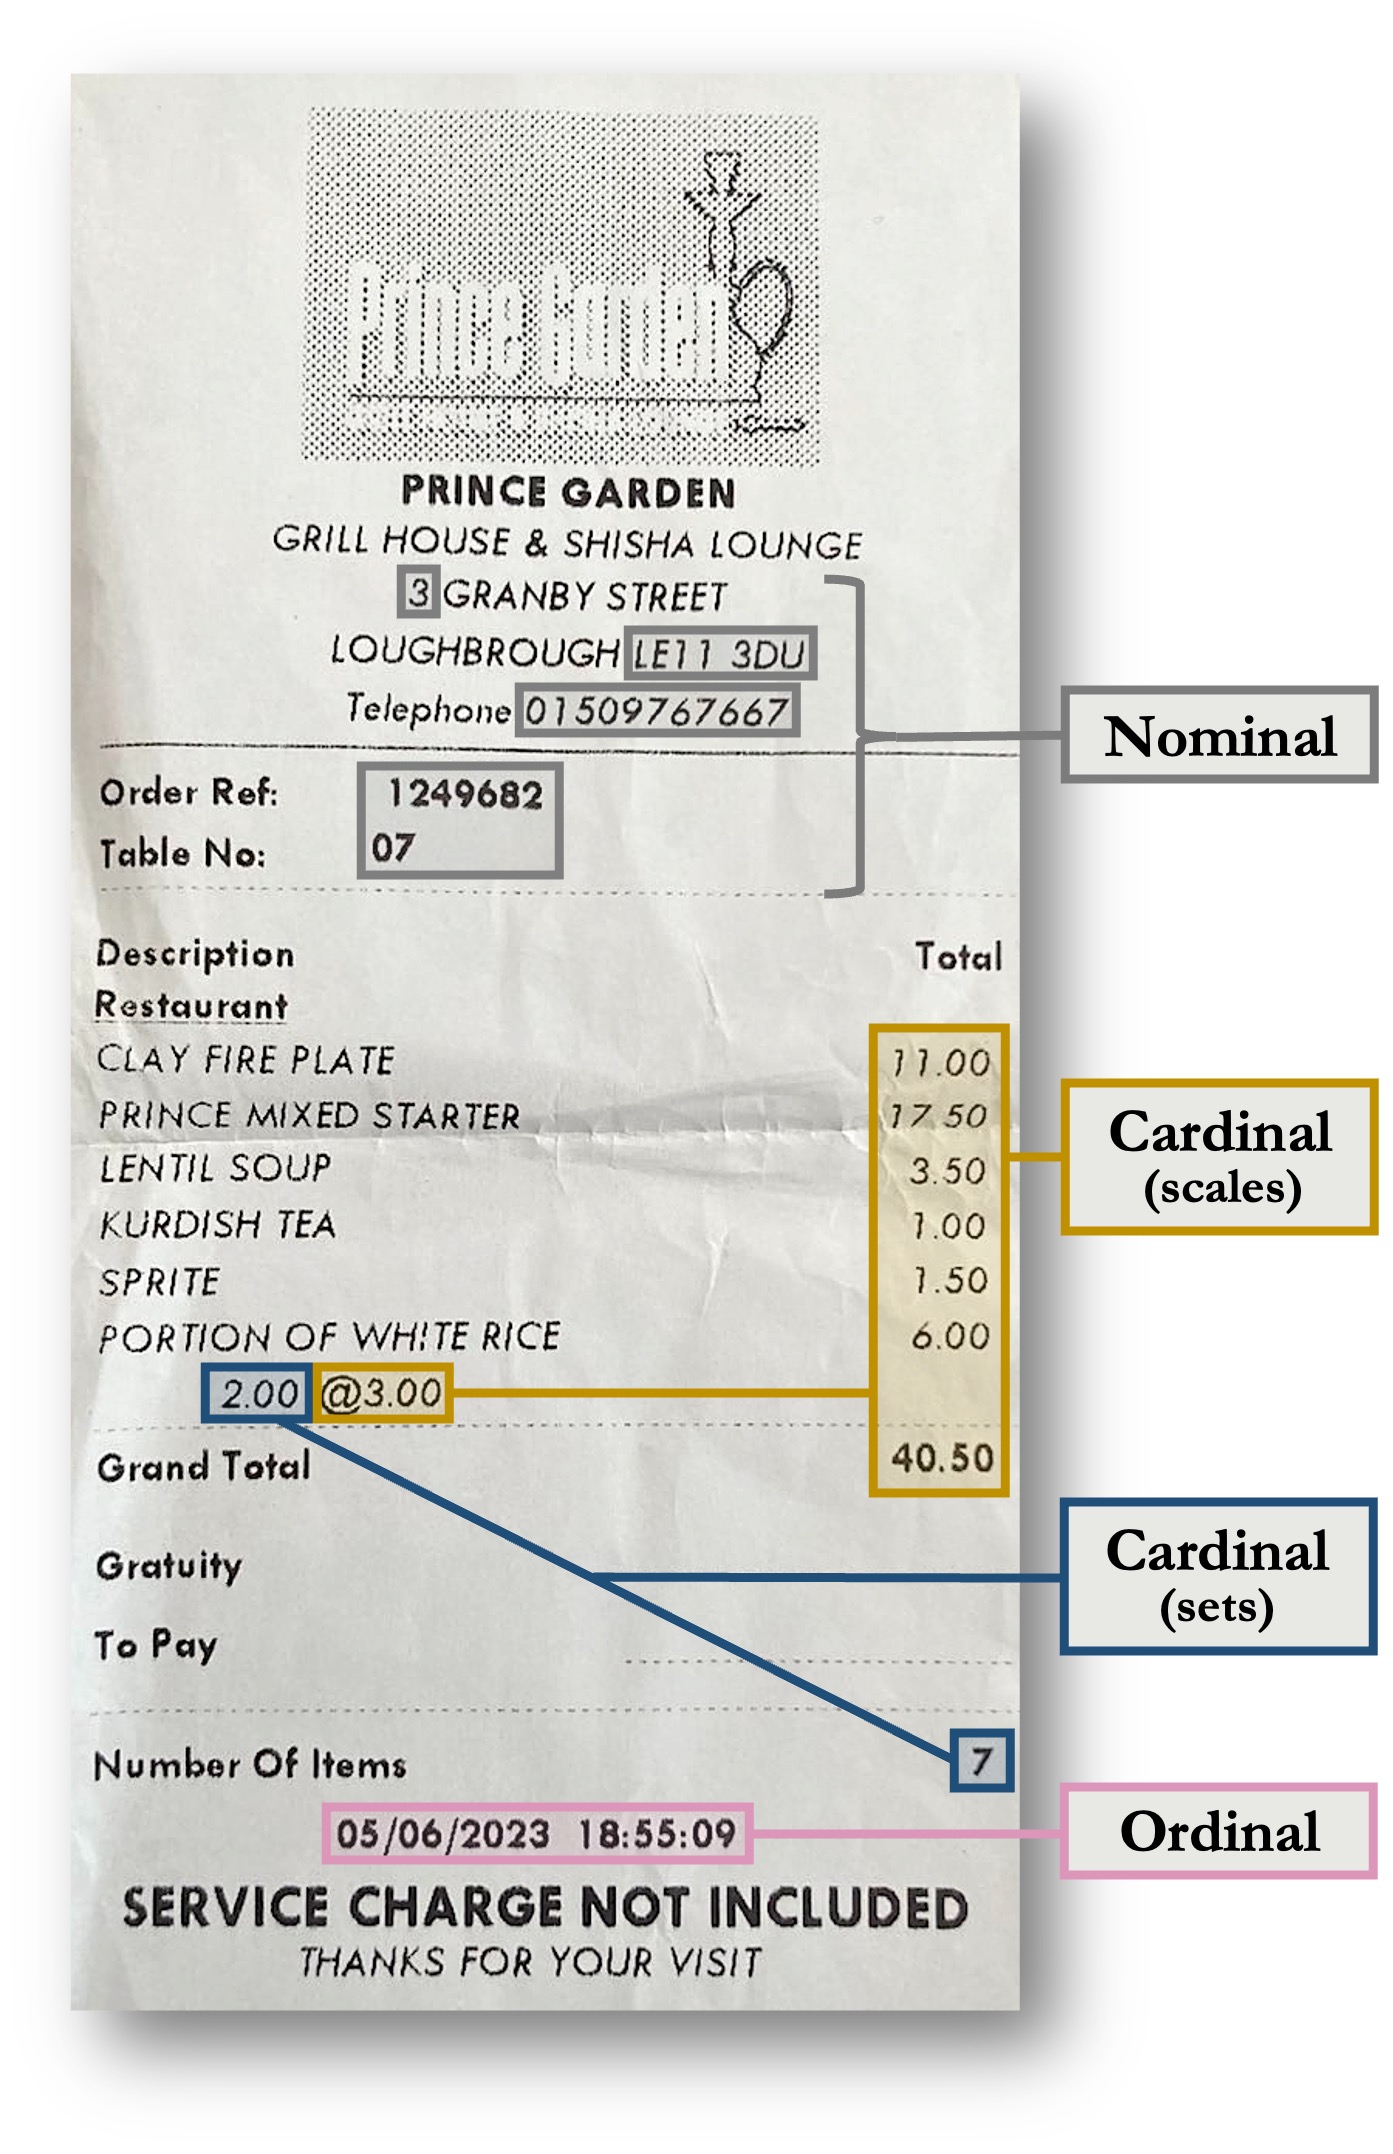 Prince Garden
PRINCE GARDEN
GRILL HOUSE & SHISHA LOUNGE
3 GRANBY STREET
LOUGHBROUGH LE11 3DU
Telephone 01509767667
Nominal
Order Ref: 1249682
Table No: 07
Description Total
Restaurant
CLAY FIRE PLATE 11.00
PRINCE MIXED STARTER 17.50
LENTIL SOUP 3.50
KURDISH TEA 1.00
SPRITE 1.50
PORTION OF WHITE RICE 6.00
2.00 @3.00
Cardinal
(scales)
Grand Total 40.50
Gratuity
Cardinal
(sets)
To Pay
Number Of Items 7
05/06/2023 18:55:09
Ordinal
SERVICE CHARGE NOT INCLUDED
THANKS FOR YOUR VISIT